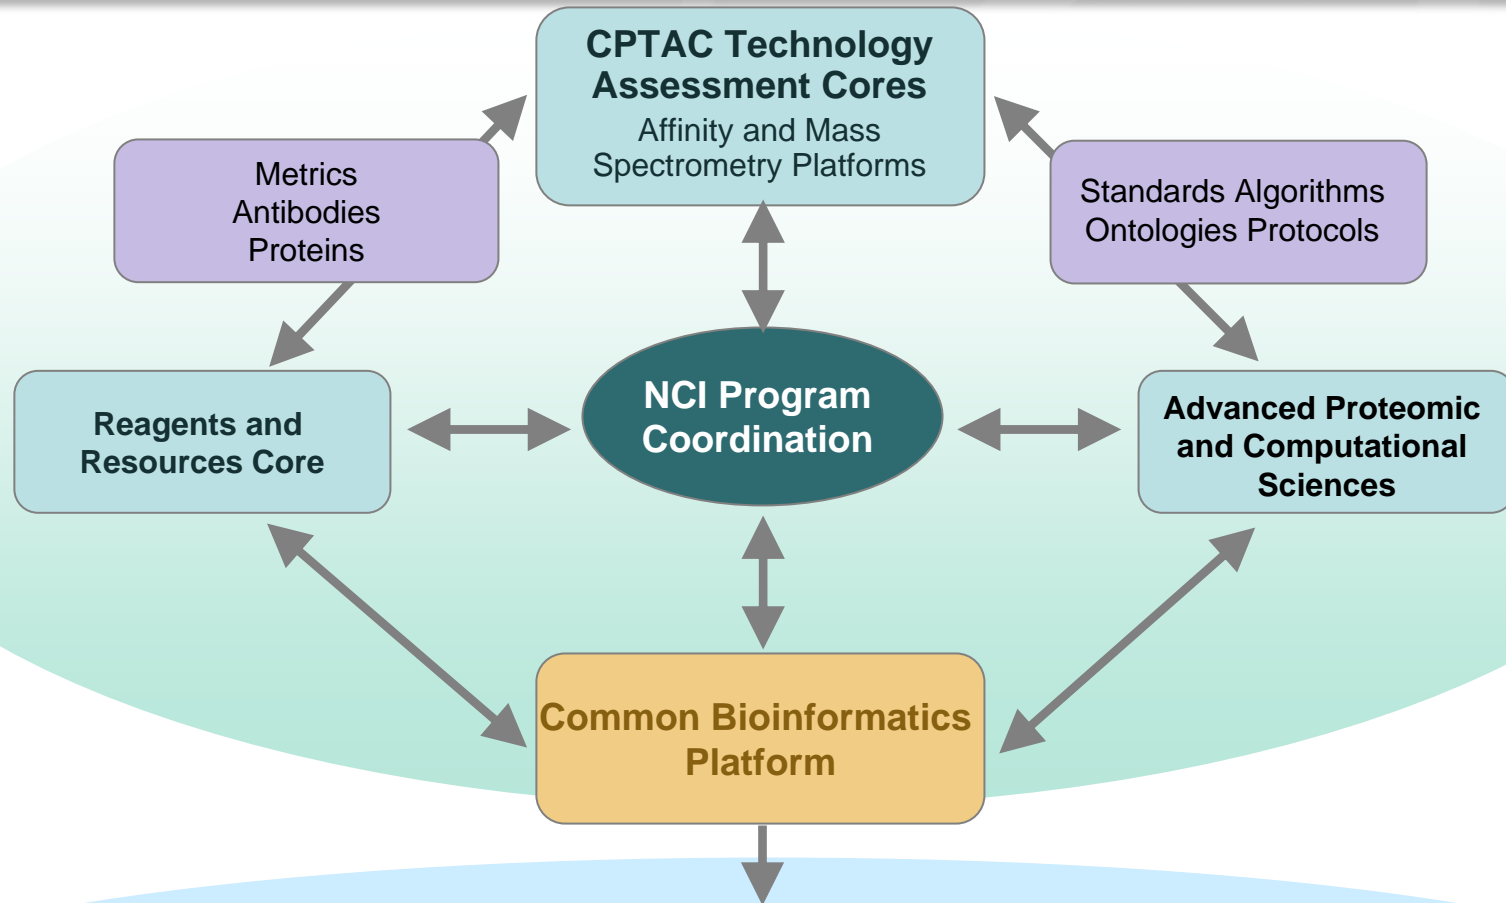 CPTAC Technology
Assessment Cores
Affinity and Mass
Spectrometry Platforms
Metrics
Antibodies
Proteins
Standards Algorithms
Ontologies Protocols
Reagents and
Resources Core
NCI Program
Coordination
Advanced Proteomic
and Computational
Sciences
Common Bioinformatics
Platform